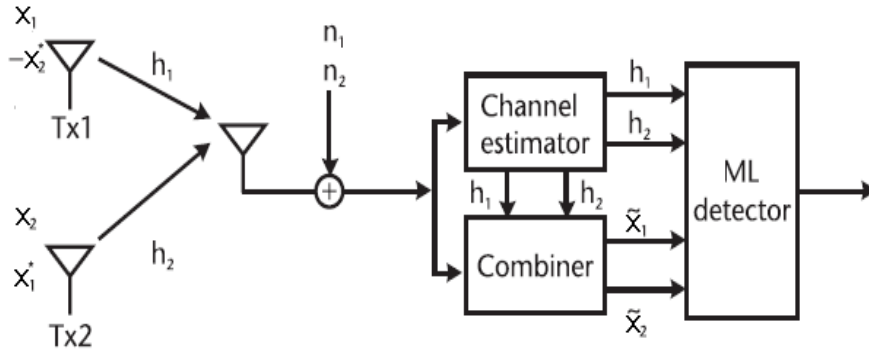 x₁
−x₂*
Tx1
h₁
n₁
n₂
+
x₂
x₁*
Tx2
h₂
Channel
estimator
h₁
h₂
h₁
h₂
Combiner
x̃₁
x̃₂
ML
detector